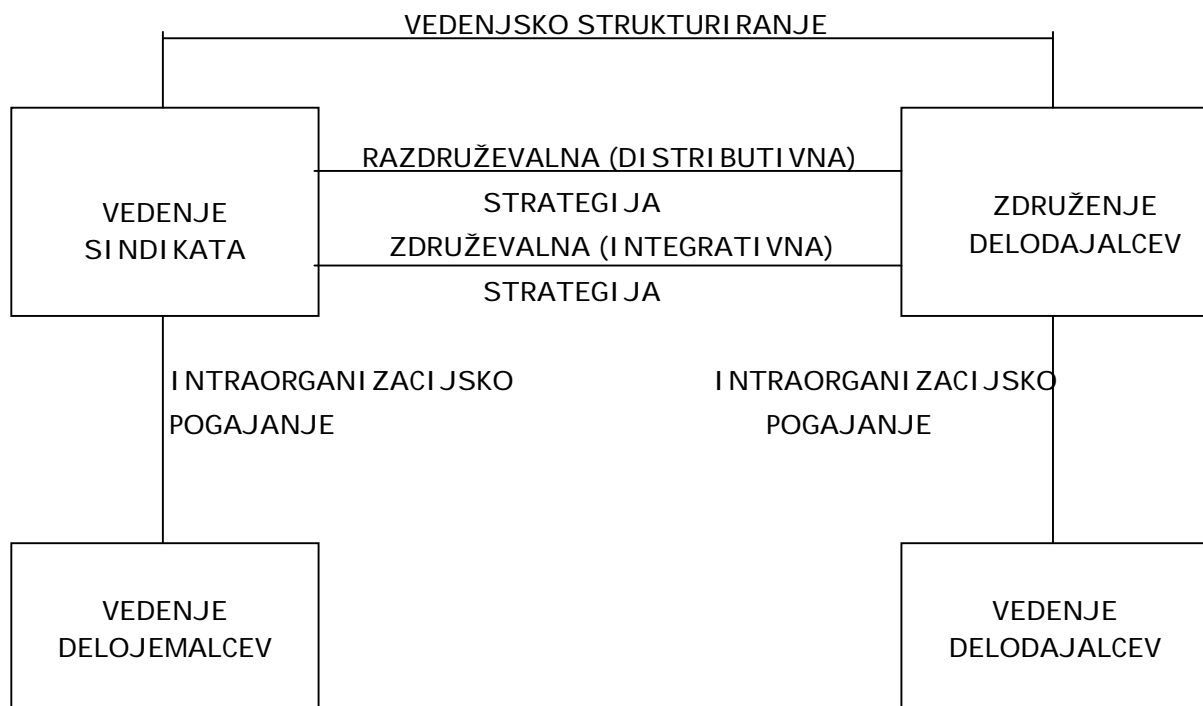 VEDENJSKO STRUKTURIRANJE
RAZDRUŽEVALNA (DISTRIBUTIVNA)
STRATEGIJA
ZDRUŽEVALNA (INTEGRATIVNA)
STRATEGIJA
VEDENJE
SINDIKATA
ZDRUŽENJE
DELODAJALCEV
INTRAORGANIZACIJSKO
POGAJANJE
INTRAORGANIZACIJSKO
POGAJANJE
VEDENJE
DELOJEMALCEV
VEDENJE
DELODAJALCEV